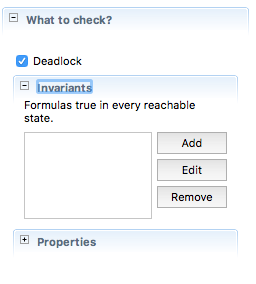 What to check?
Deadlock
Invariants
Formulas true in every reachable
state.
Add
Edit
Remove
Properties